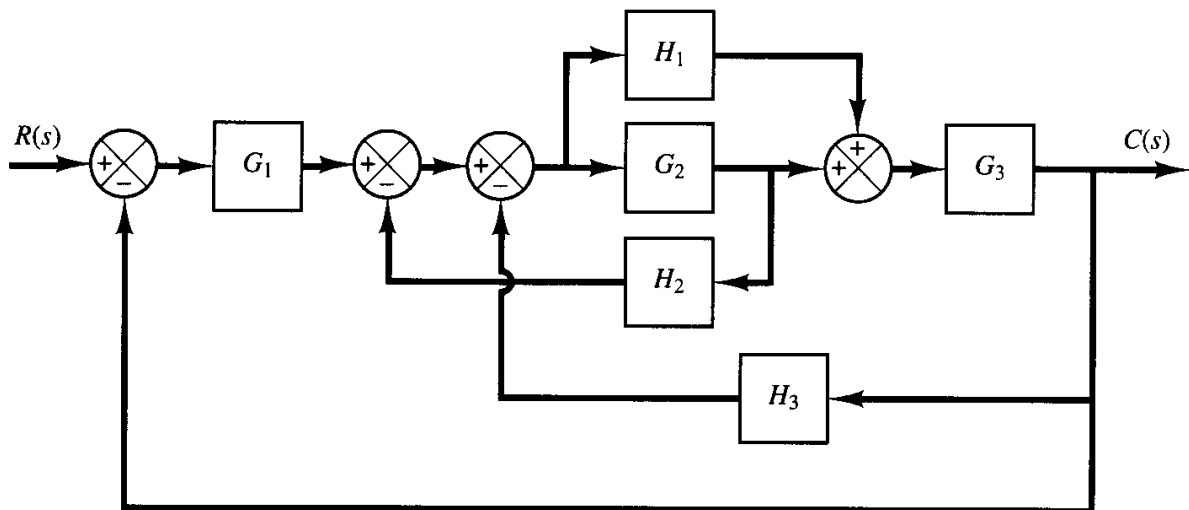 H₁
R(s)
+
−
G₁
+
−
+
−
G₂
+
+
G₃
C(s)
H₂
H₃